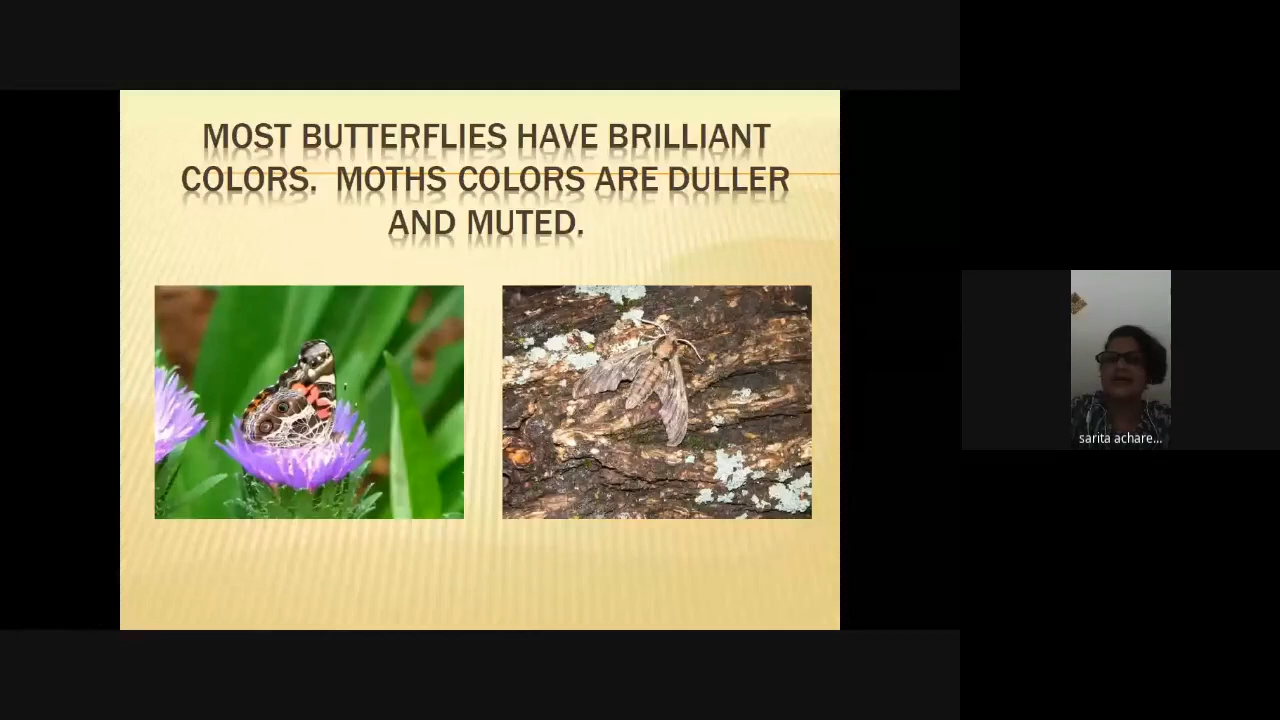 MOST BUTTERFLIES HAVE BRILLIANT
COLORS. MOTHS COLORS ARE DULLER
AND MUTED.
sarita achare...